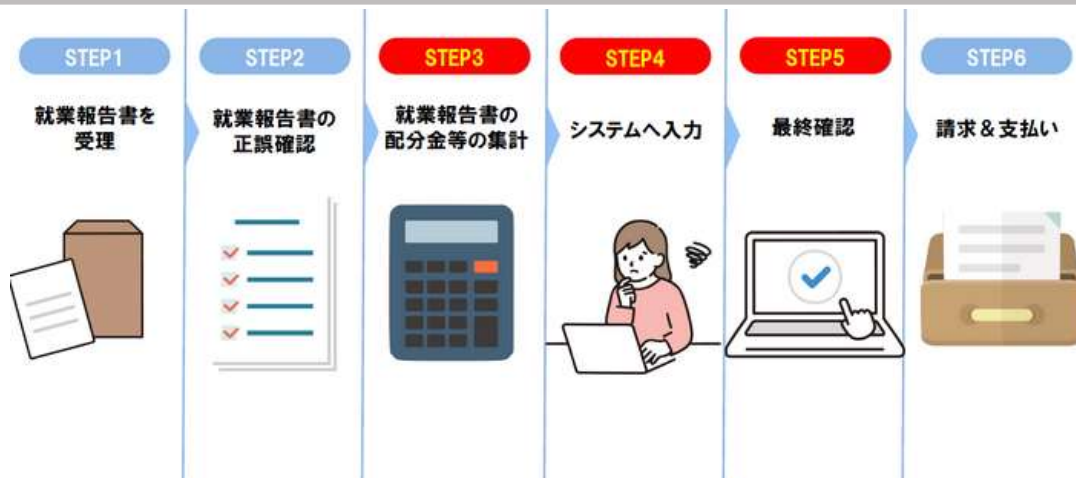 STEP1
就業報告書を
受理
STEP2
就業報告書の
正誤確認
STEP3
就業報告書の
配分金等の集計
STEP4
システムへ入力
STEP5
最終確認
STEP6
請求＆支払い